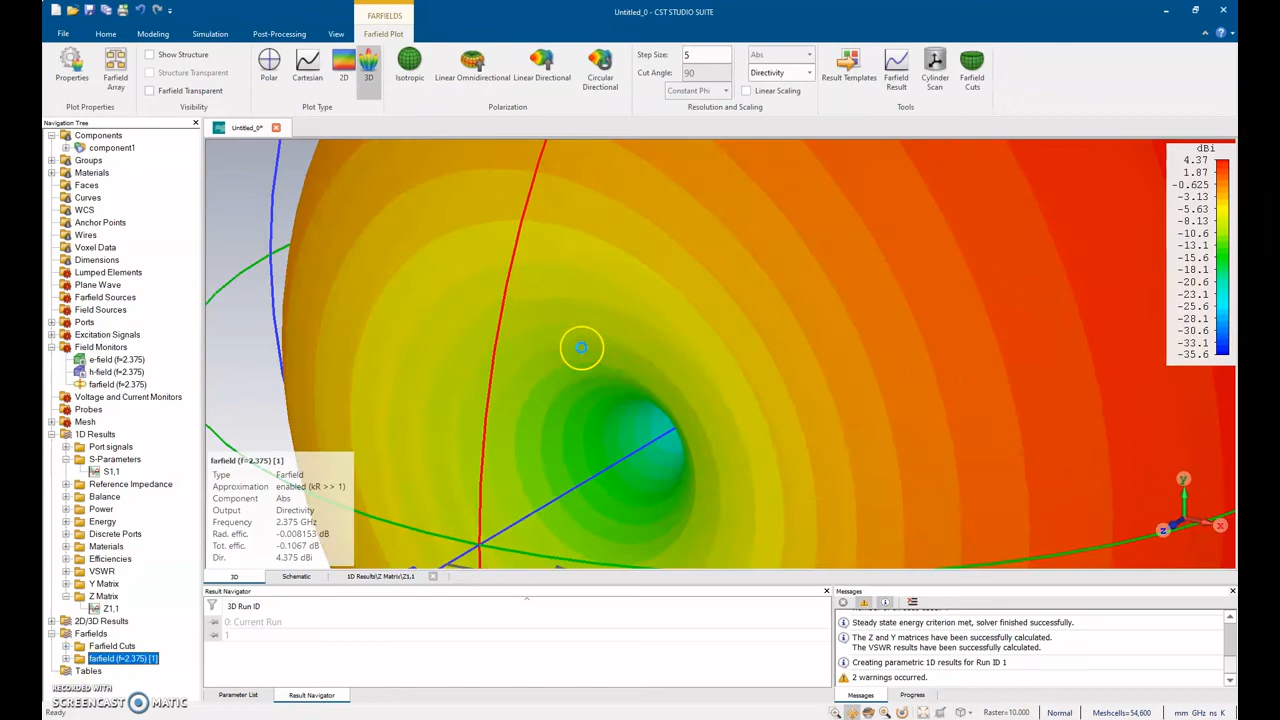 Untitled_0 - CST STUDIO SUITE
FARFIELDS
File Home Modeling Simulation Post-Processing View Farfield Plot
Properties
Farfield Array
Show Structure
Structure Transparent
Farfield Transparent
Polar
Cartesian
2D
3D
Isotropic
Linear Omnidirectional
Linear Directional
Circular Directional
Step Size: 5
Cut Angle: 90
Constant Phi
Abs
Directivity
Linear Scaling
Result Templates
Farfield Result
Cylinder Scan
Farfield Cuts
Plot Properties
Visibility
Plot Type
Polarization
Resolution and Scaling
Tools
Navigation Tree
Untitled_0*
Components
component1
Groups
Materials
Faces
Curves
WCS
Anchor Points
Wires
Voxel Data
Dimensions
Lumped Elements
Plane Wave
Farfield Sources
Field Sources
Ports
Excitation Signals
Field Monitors
e-field (f=2.375)
h-field (f=2.375)
farfield (f=2.375)
Voltage and Current Monitors
Probes
Mesh
1D Results
Port signals
S-Parameters
S1,1
Reference Impedance
Balance
Power
Energy
Discrete Ports
Materials
Efficiencies
VSWR
Y Matrix
Z Matrix
Z1,1
2D/3D Results
Farfields
Farfield Cuts
farfield (f=2.375) [1]
Tables
dBi
4.37
1.87
-0.625
-3.13
-5.63
-8.13
-10.6
-13.1
-15.6
-18.1
-20.6
-23.1
-25.6
-28.1
-30.6
-33.1
-35.6
farfield (f=2.375) [1]
Type Farfield
Approximation enabled (kR >> 1)
Component Abs
Output Directivity
Frequency 2.375 GHz
Rad. effic. -0.008153 dB
Tot. effic. -0.1067 dB
Dir. 4.375 dBi
y
z
x
3D
Schematic
1D Results\Z Matrix\Z1,1
Result Navigator
3D Run ID
0: Current Run
1
Parameter List
Result Navigator
Messages
Steady state energy criterion met, solver finished successfully.
The Z and Y matrices have been successfully calculated.
The VSWR results have been successfully calculated.
Creating parametric 1D results for Run ID 1
2 warnings occurred.
Messages
Progress
RECORDED WITH
SCREENCAST MATIC
Ready
Raster=10.000
Normal
Meshcells=54,600
mm GHz ns K